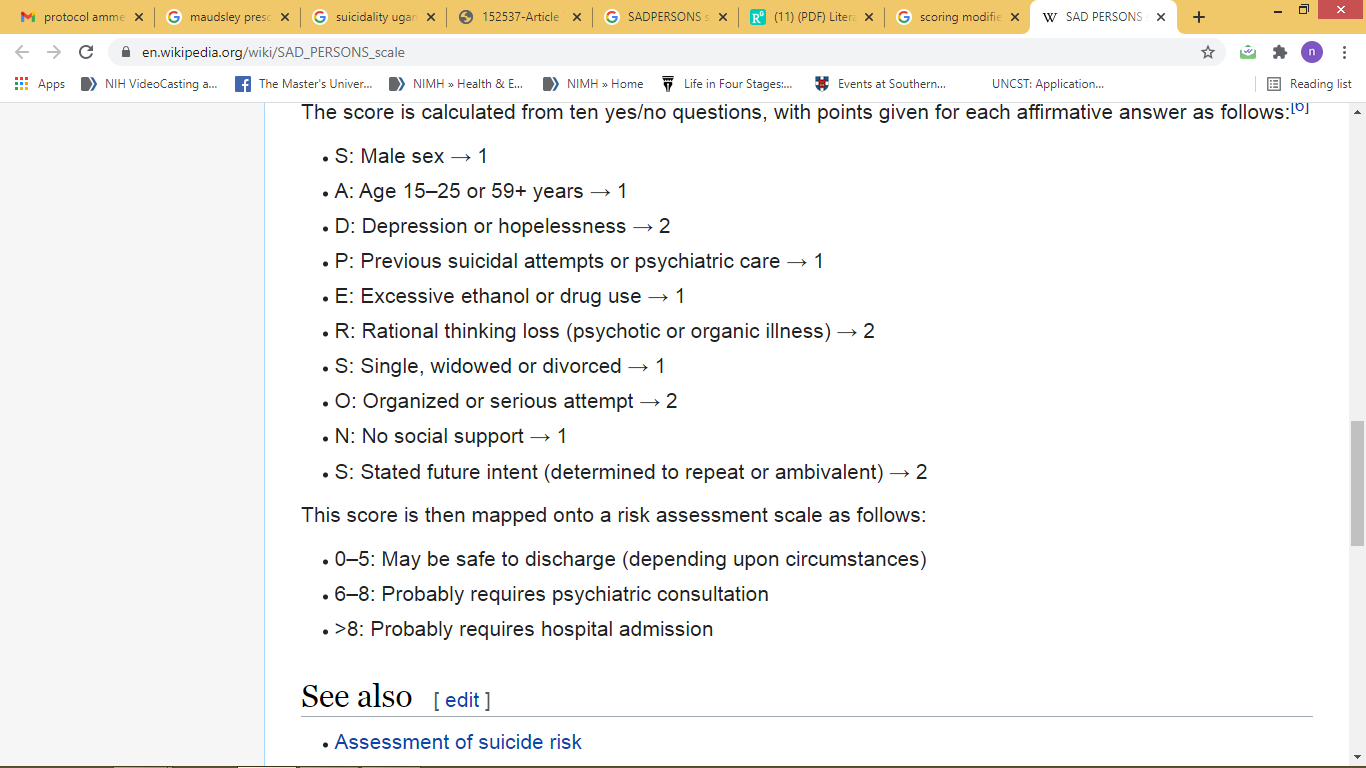 protocol amme
maudsley presc
suicidality ugan
152537-Article
SADPERSONS s
(11) (PDF) Litera
scoring modifie
SAD PERSONS
en.wikipedia.org/wiki/SAD_PERSONS_scale
n
Apps
NIH VideoCasting a...
The Master's Univer...
NIMH » Health & E...
NIMH » Home
Life in Four Stages:...
Events at Southern...
UNCST: Application...
Reading list
The score is calculated from ten yes/no questions, with points given for each affirmative answer as follows:[6]
• S: Male sex → 1
• A: Age 15–25 or 59+ years → 1
• D: Depression or hopelessness → 2
• P: Previous suicidal attempts or psychiatric care → 1
• E: Excessive ethanol or drug use → 1
• R: Rational thinking loss (psychotic or organic illness) → 2
• S: Single, widowed or divorced → 1
• O: Organized or serious attempt → 2
• N: No social support → 1
• S: Stated future intent (determined to repeat or ambivalent) → 2
This score is then mapped onto a risk assessment scale as follows:
• 0–5: May be safe to discharge (depending upon circumstances)
• 6–8: Probably requires psychiatric consultation
• >8: Probably requires hospital admission
See also [ edit ]
• Assessment of suicide risk